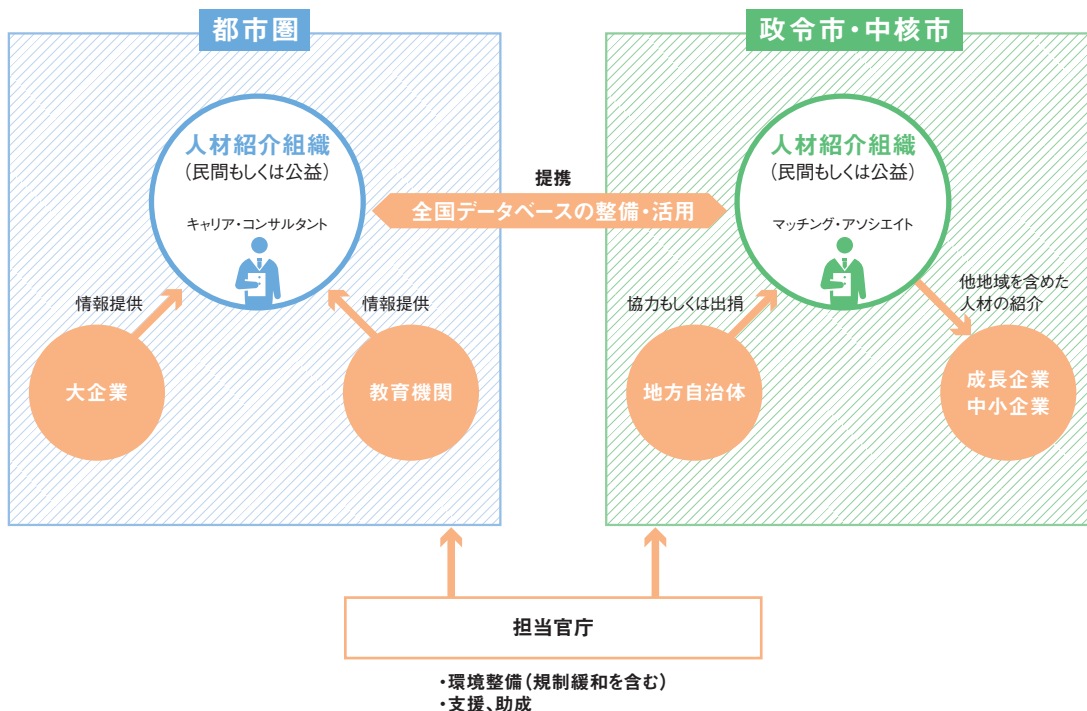 都市圏
政令市・中核市
人材紹介組織
(民間もしくは公益)
キャリア・コンサルタント
提携
全国データベースの整備・活用
人材紹介組織
(民間もしくは公益)
マッチング・アソシエイト
情報提供
情報提供
協力もしくは出捐
他地域を含めた
人材の紹介
大企業
教育機関
地方自治体
成長企業
中小企業
担当官庁
・環境整備(規制緩和を含む)
・支援、助成